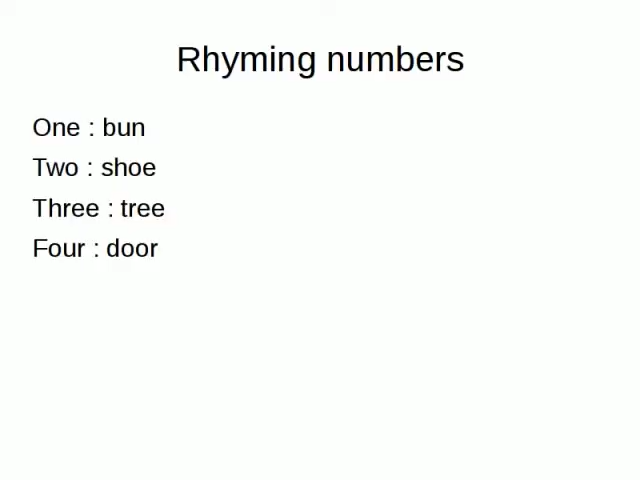 Rhyming numbers
One : bun
Two : shoe
Three : tree
Four : door